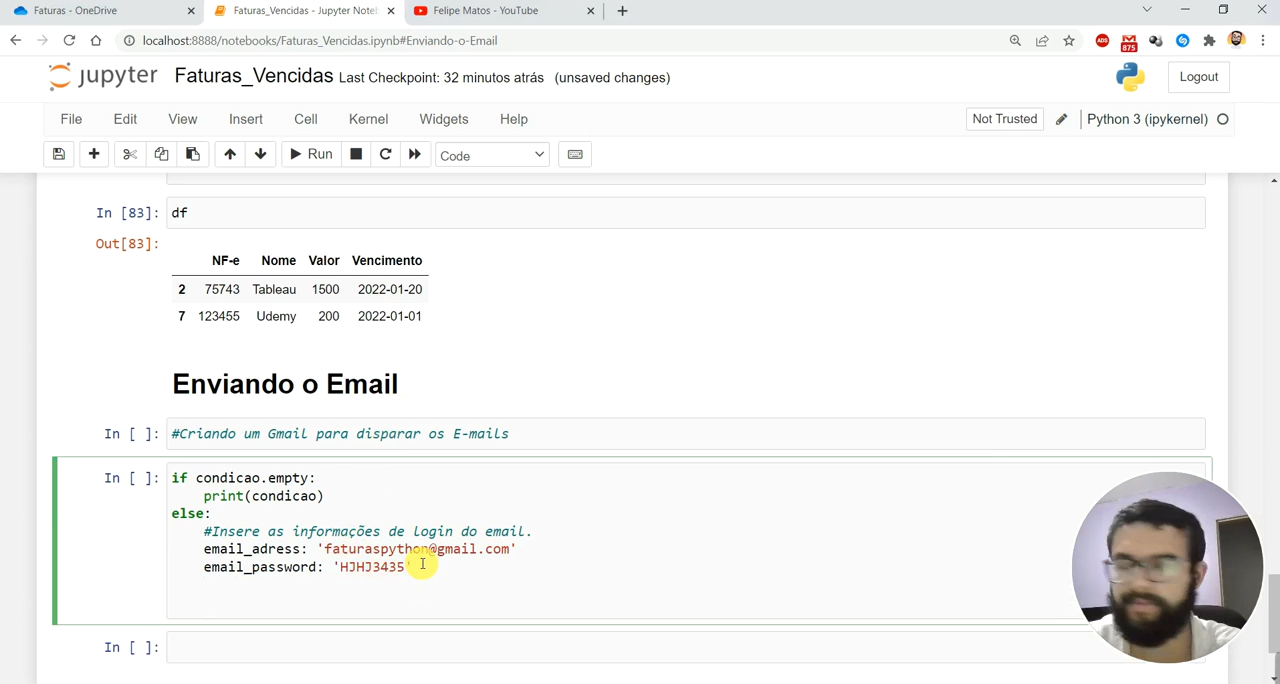 Faturas - OneDrive
Faturas_Vencidas - Jupyter Noteb
Felipe Matos - YouTube
localhost:8888/notebooks/Faturas_Vencidas.ipynb#Enviando-o-Email
ADS
875
jupyter
Faturas_Vencidas Last Checkpoint: 32 minutos atrás (unsaved changes)
Logout
File Edit View Insert Cell Kernel Widgets Help
Not Trusted
Python 3 (ipykernel)
Run
Code
In [83]: df
Out[83]:
NF-e Nome Valor Vencimento
2 75743 Tableau 1500 2022-01-20
7 123455 Udemy 200 2022-01-01
Enviando o Email
In [ ]: #Criando um Gmail para disparar os E-mails
In [ ]: if condicao.empty:
print(condicao)
else:
#Insere as informações de login do email.
email_adress: 'faturaspython@gmail.com'
email_password: 'HJHJ3435'
In [ ]: